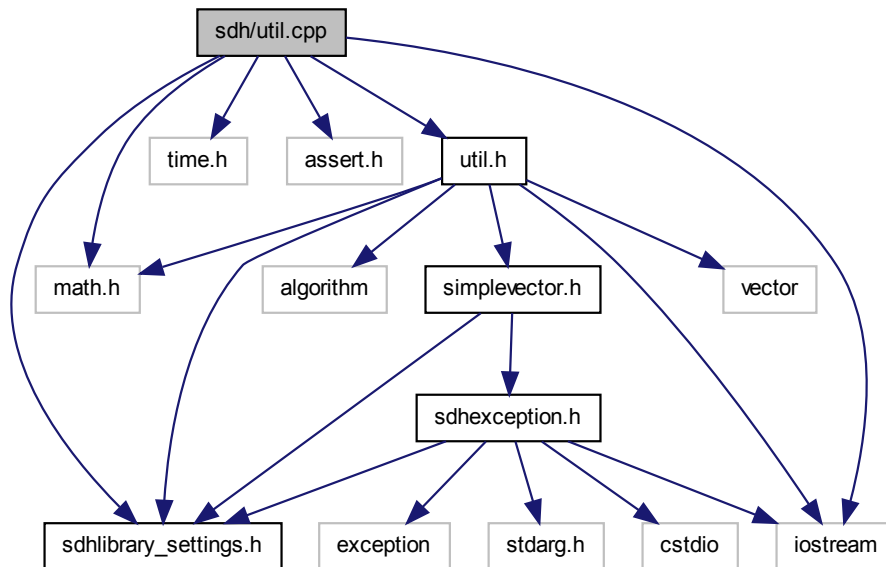 sdh/util.cpp
time.h
assert.h
util.h
math.h
algorithm
simplevector.h
vector
sdhexception.h
sdhlibrary_settings.h
exception
stdarg.h
cstdio
iostream